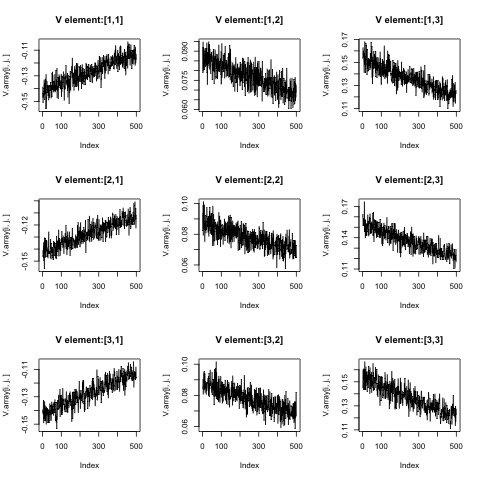 V element:[1,1] V element:[1,2] V element:[1,3]
V.array[i, j, ] V.array[i, j, ] V.array[i, j, ]
-0.15 -0.13 -0.11 0.060 0.075 0.090 0.11 0.13 0.15 0.17
0 100 300 500 0 100 300 500 0 100 300 500
Index Index Index
V element:[2,1] V element:[2,2] V element:[2,3]
V.array[i, j, ] V.array[i, j, ] V.array[i, j, ]
-0.15 -0.12 0.06 0.08 0.10 0.11 0.14 0.17
0 100 300 500 0 100 300 500 0 100 300 500
Index Index Index
V element:[3,1] V element:[3,2] V element:[3,3]
V.array[i, j, ] V.array[i, j, ] V.array[i, j, ]
-0.15 -0.13 -0.11 0.06 0.08 0.10 0.11 0.13 0.15
0 100 300 500 0 100 300 500 0 100 300 500
Index Index Index